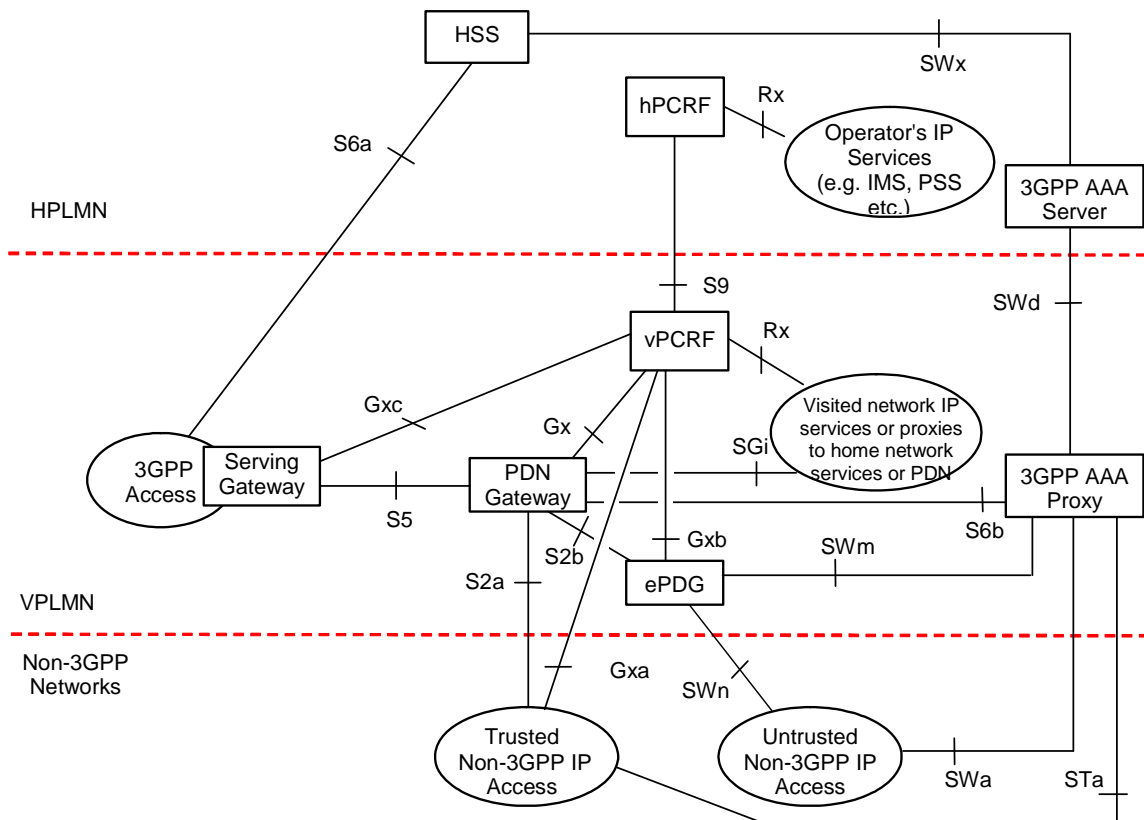 HSS
SWx
hPCRF
Rx
Operator's IP
Services
(e.g. IMS, PSS
etc.)
S6a
3GPP AAA
Server
HPLMN
S9
SWd
vPCRF
Rx
Gxc
Visited network IP
services or proxies
to home network
services or PDN
Gx
SGi
3GPP
Access
Serving
Gateway
PDN
Gateway
3GPP AAA
Proxy
S5
S6b
S2b
Gxb
SWm
S2a
ePDG
VPLMN
Non-3GPP
Networks
Gxa
SWn
Trusted
Non-3GPP IP
Access
Untrusted
Non-3GPP IP
Access
SWa
STa